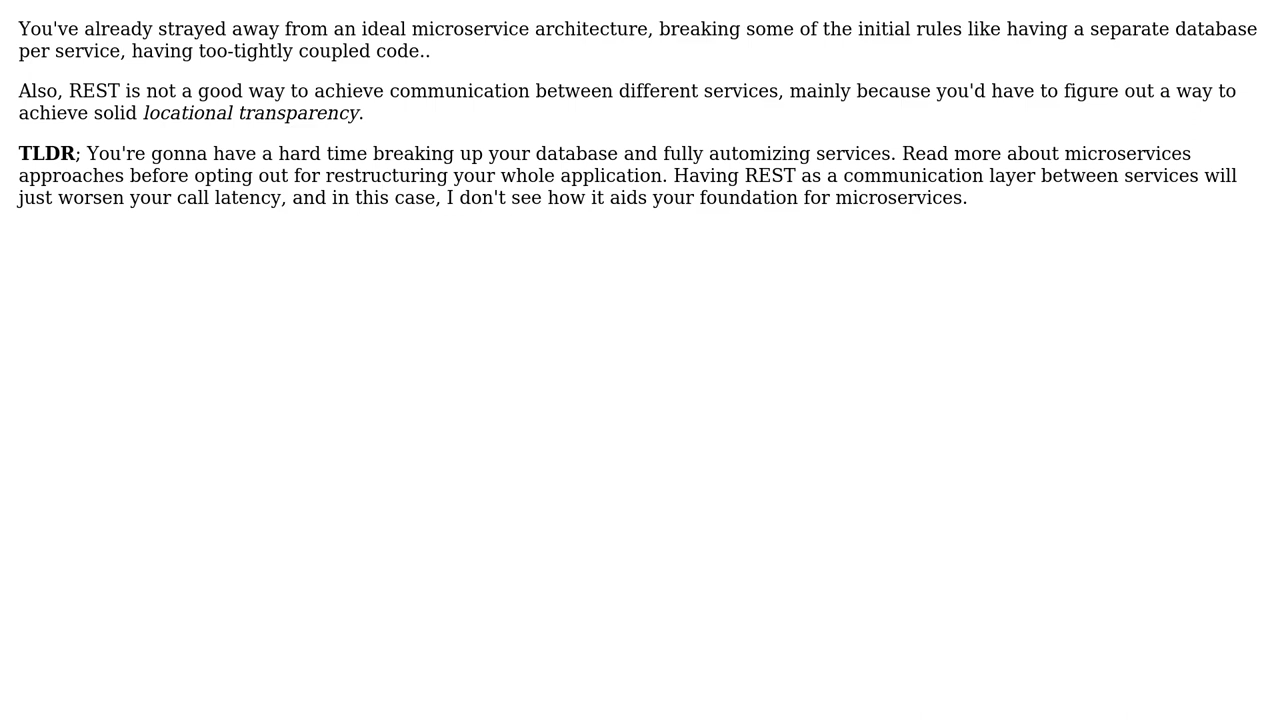 You've already strayed away from an ideal microservice architecture, breaking some of the initial rules like having a separate database
per service, having too-tightly coupled code..
Also, REST is not a good way to achieve communication between different services, mainly because you'd have to figure out a way to
achieve solid locational transparency.
TLDR; You're gonna have a hard time breaking up your database and fully automizing services. Read more about microservices
approaches before opting out for restructuring your whole application. Having REST as a communication layer between services will
just worsen your call latency, and in this case, I don't see how it aids your foundation for microservices.